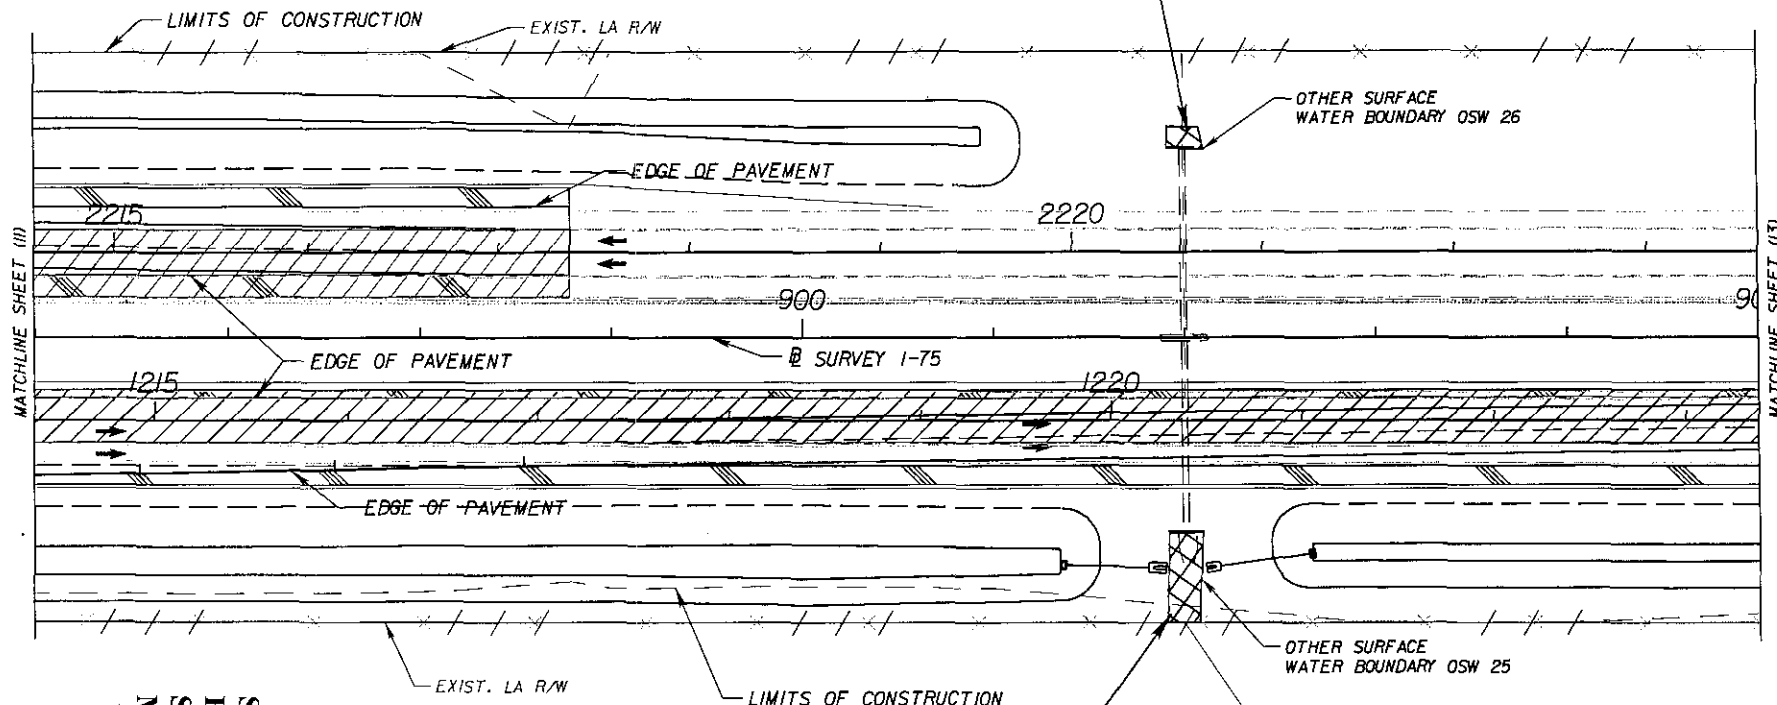 LIMITS OF CONSTRUCTION
EXIST. LA R/W
OTHER SURFACE
WATER BOUNDARY OSW 26
EDGE OF PAVEMENT
2215
2220
MATCHLINE SHEET (11)
MATCHLINE SHEET (13)
900
90
EDGE OF PAVEMENT
BL SURVEY I-75
1215
1220
EDGE OF PAVEMENT
OTHER SURFACE
WATER BOUNDARY OSW 25
EXIST. LA R/W
LIMITS OF CONSTRUCTION